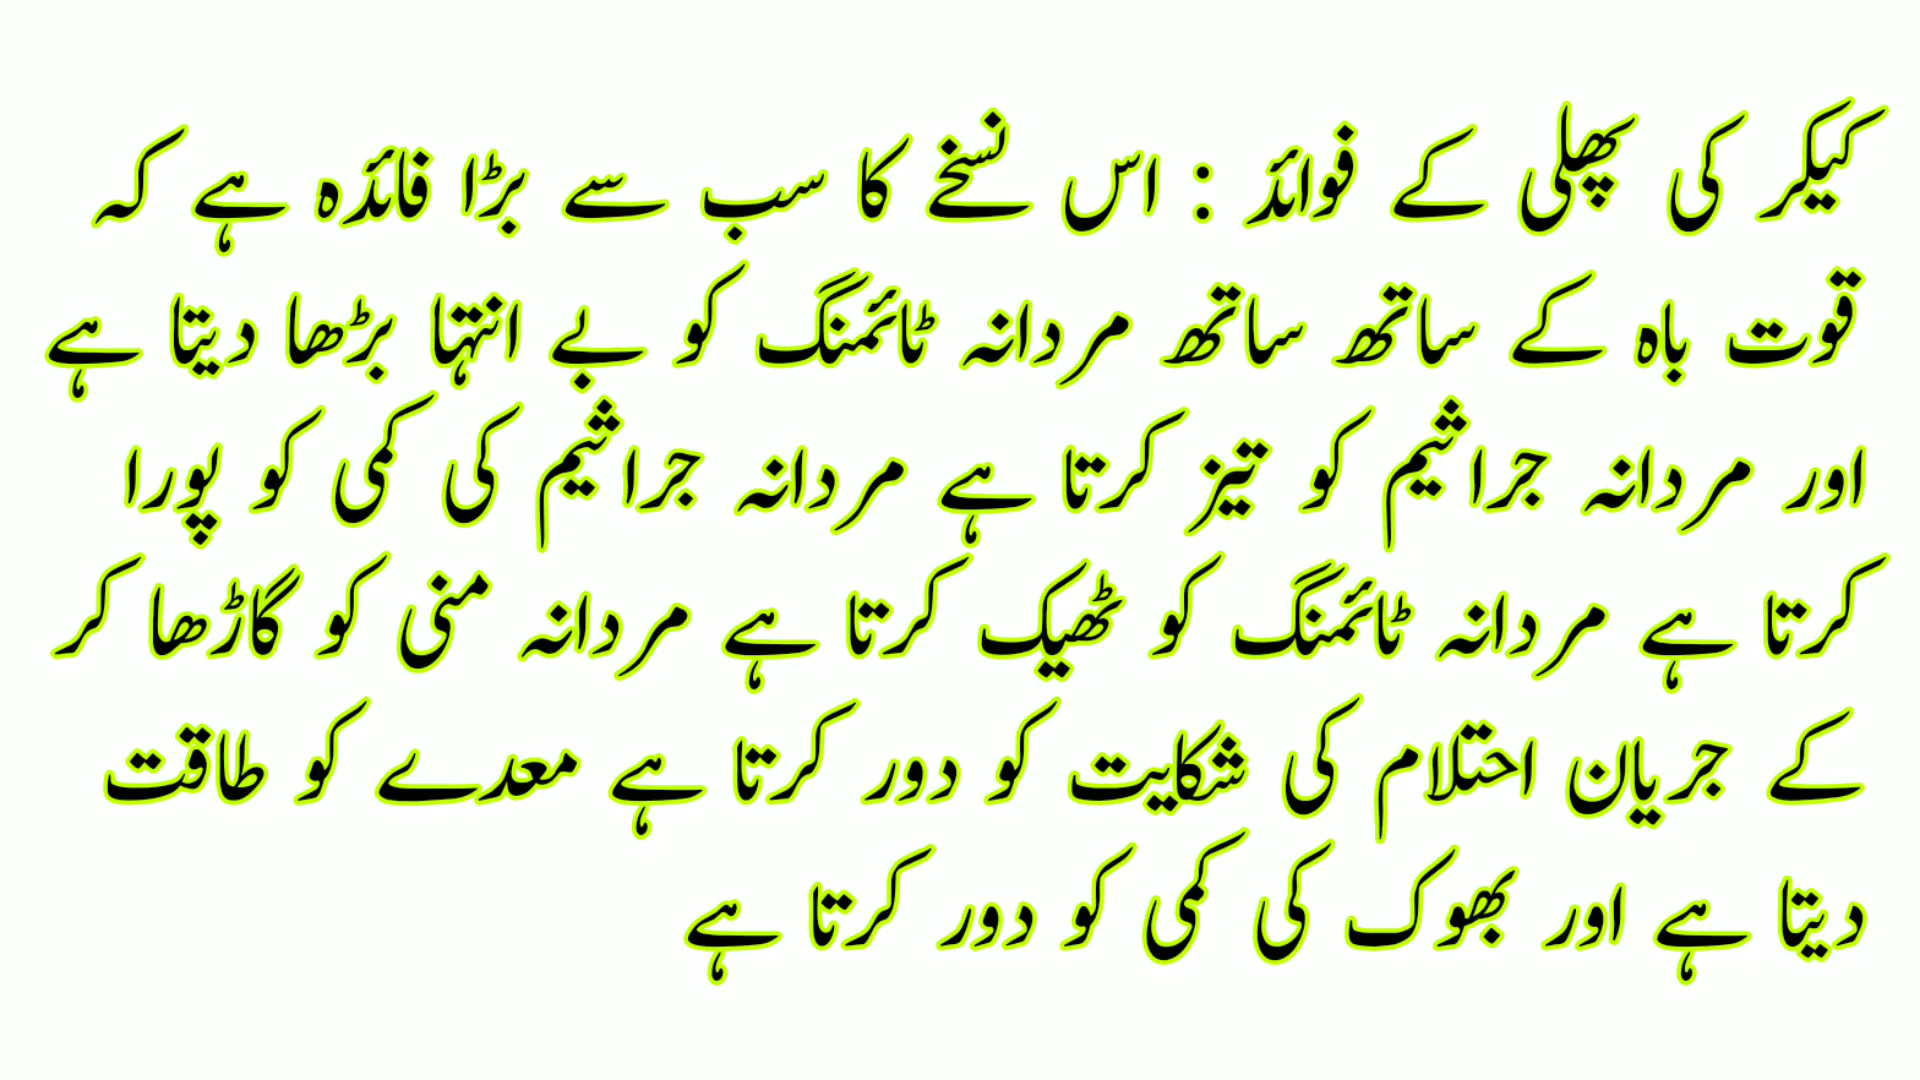 کیکر کی پھلی کے فوائد : اس نسخے کا سب سے بڑا فائدہ ہے کہ
قوت باہ کے ساتھ ساتھ مردانہ ٹائمنگ کو بے انتہا بڑھا دیتا ہے
اور مردانہ جراثیم کو تیز کرتا ہے مردانہ جراثیم کی کمی کو پورا
کرتا ہے مردانہ ٹائمنگ کو ٹھیک کرتا ہے مردانہ منی کو گاڑھا کر
کے جریان احتلام کی شکایت کو دور کرتا ہے معدے کو طاقت
دیتا ہے اور بھوک کی کمی کو دور کرتا ہے